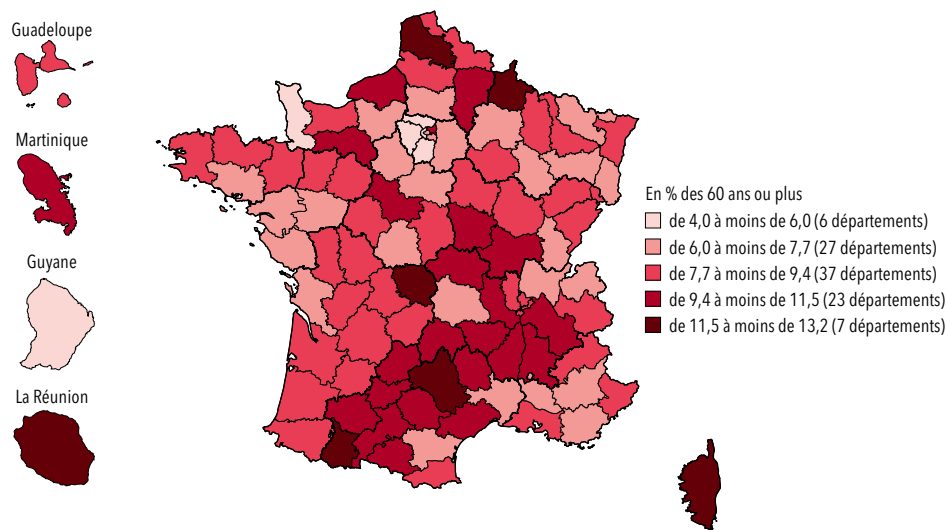 Guadeloupe
Martinique
Guyane
La Réunion
En % des 60 ans ou plus
de 4,0 à moins de 6,0 (6 départements)
de 6,0 à moins de 7,7 (27 départements)
de 7,7 à moins de 9,4 (37 départements)
de 9,4 à moins de 11,5 (23 départements)
de 11,5 à moins de 13,2 (7 départements)